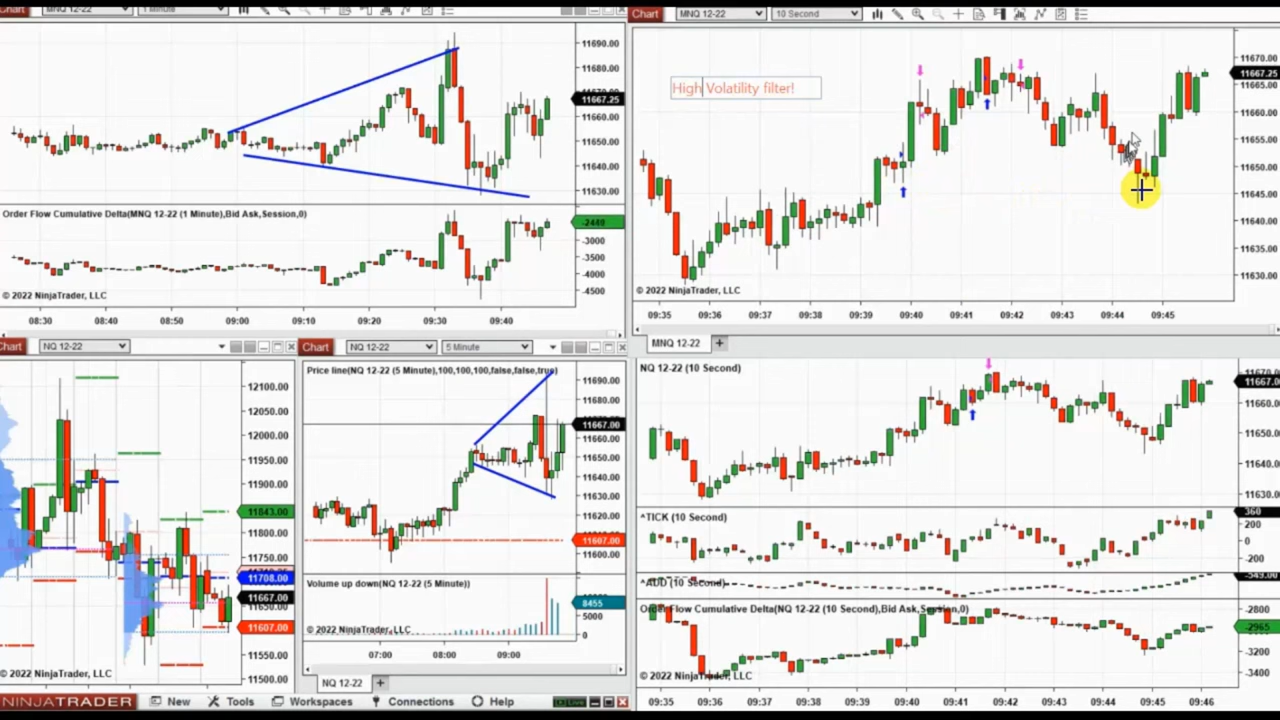 Chart MNQ 12-22 1 Minute
11690.00
11680.00
11670.00
11667.25
11660.00
11650.00
11640.00
11630.00
Order Flow Cumulative Delta(MNQ 12-22 (1 Minute),Bid Ask,Session,0)
-2448
-3000
-3500
-4000
-4500
© 2022 NinjaTrader, LLC
08:30 08:40 08:50 09:00 09:10 09:20 09:30 09:40
Chart MNQ 12-22 10 Second
High Volatility filter!
11670.00
11667.25
11660.00
11655.00
11650.00
11645.00
11640.00
11635.00
11630.00
© 2022 NinjaTrader, LLC
09:35 09:36 09:37 09:38 09:39 09:40 09:41 09:42 09:43 09:44 09:45
MNQ 12-22 +
Chart NQ 12-22
12100.00
12050.00
12000.00
11950.00
11900.00
11843.00
11800.00
11708.00
11667.00
11607.00
11550.00
11500.00
© 2022 NinjaTrader, LLC
Chart NQ 12-22 5 Minute
Price line(NQ 12-22 (5 Minute),100,100,100,false,false,true)
11690.00
11667.00
11660.00
11640.00
11630.00
11620.00
11607.00
11600.00
Volume up down(NQ 12-22 (5 Minute))
8455
5000
0
© 2022 NinjaTrader, LLC
07:00 08:00 09:00
NQ 12-22 +
NQ 12-22 (10 Second)
11667.00
11660.00
11640.00
11630.00
^TICK (10 Second)
360
200
0
-200
^ADD (10 Second)
-549.00
Order Flow Cumulative Delta(NQ 12-22 (10 Second),Bid Ask,Session,0)
-2800
-2965
-3200
-3400
© 2022 NinjaTrader, LLC
09:35 09:36 09:37 09:38 09:39 09:40 09:41 09:42 09:43 09:44 09:45 09:46
NINJATRADER New Tools Workspaces Connections Help